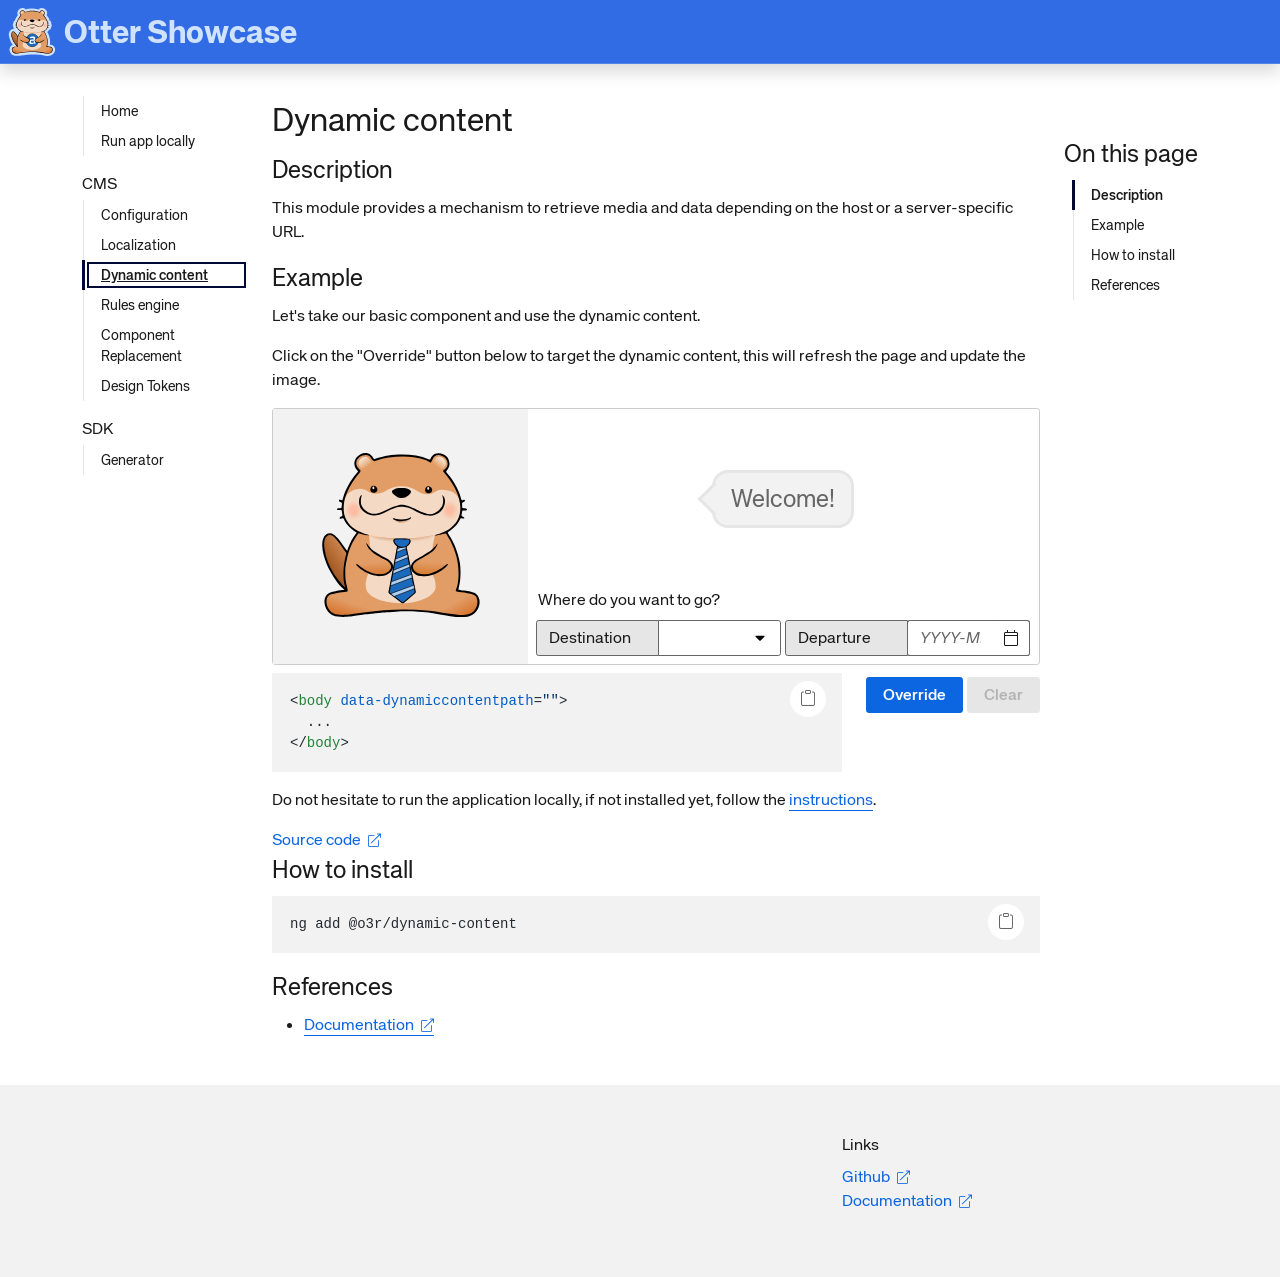 Otter Showcase
Home
Run app locally
CMS
Configuration
Localization
Dynamic content
Rules engine
Component
Replacement
Design Tokens
SDK
Generator
Dynamic content
Description
This module provides a mechanism to retrieve media and data depending on the host or a server-specific
URL.
Example
Let's take our basic component and use the dynamic content.
Click on the "Override" button below to target the dynamic content, this will refresh the page and update the
image.
Welcome!
Where do you want to go?
Destination
Departure
YYYY-M
<body data-dynamiccontentpath="">
...
</body>
Override
Clear
Do not hesitate to run the application locally, if not installed yet, follow the instructions.
Source code
How to install
ng add @o3r/dynamic-content
References
Documentation
On this page
Description
Example
How to install
References
Links
Github
Documentation